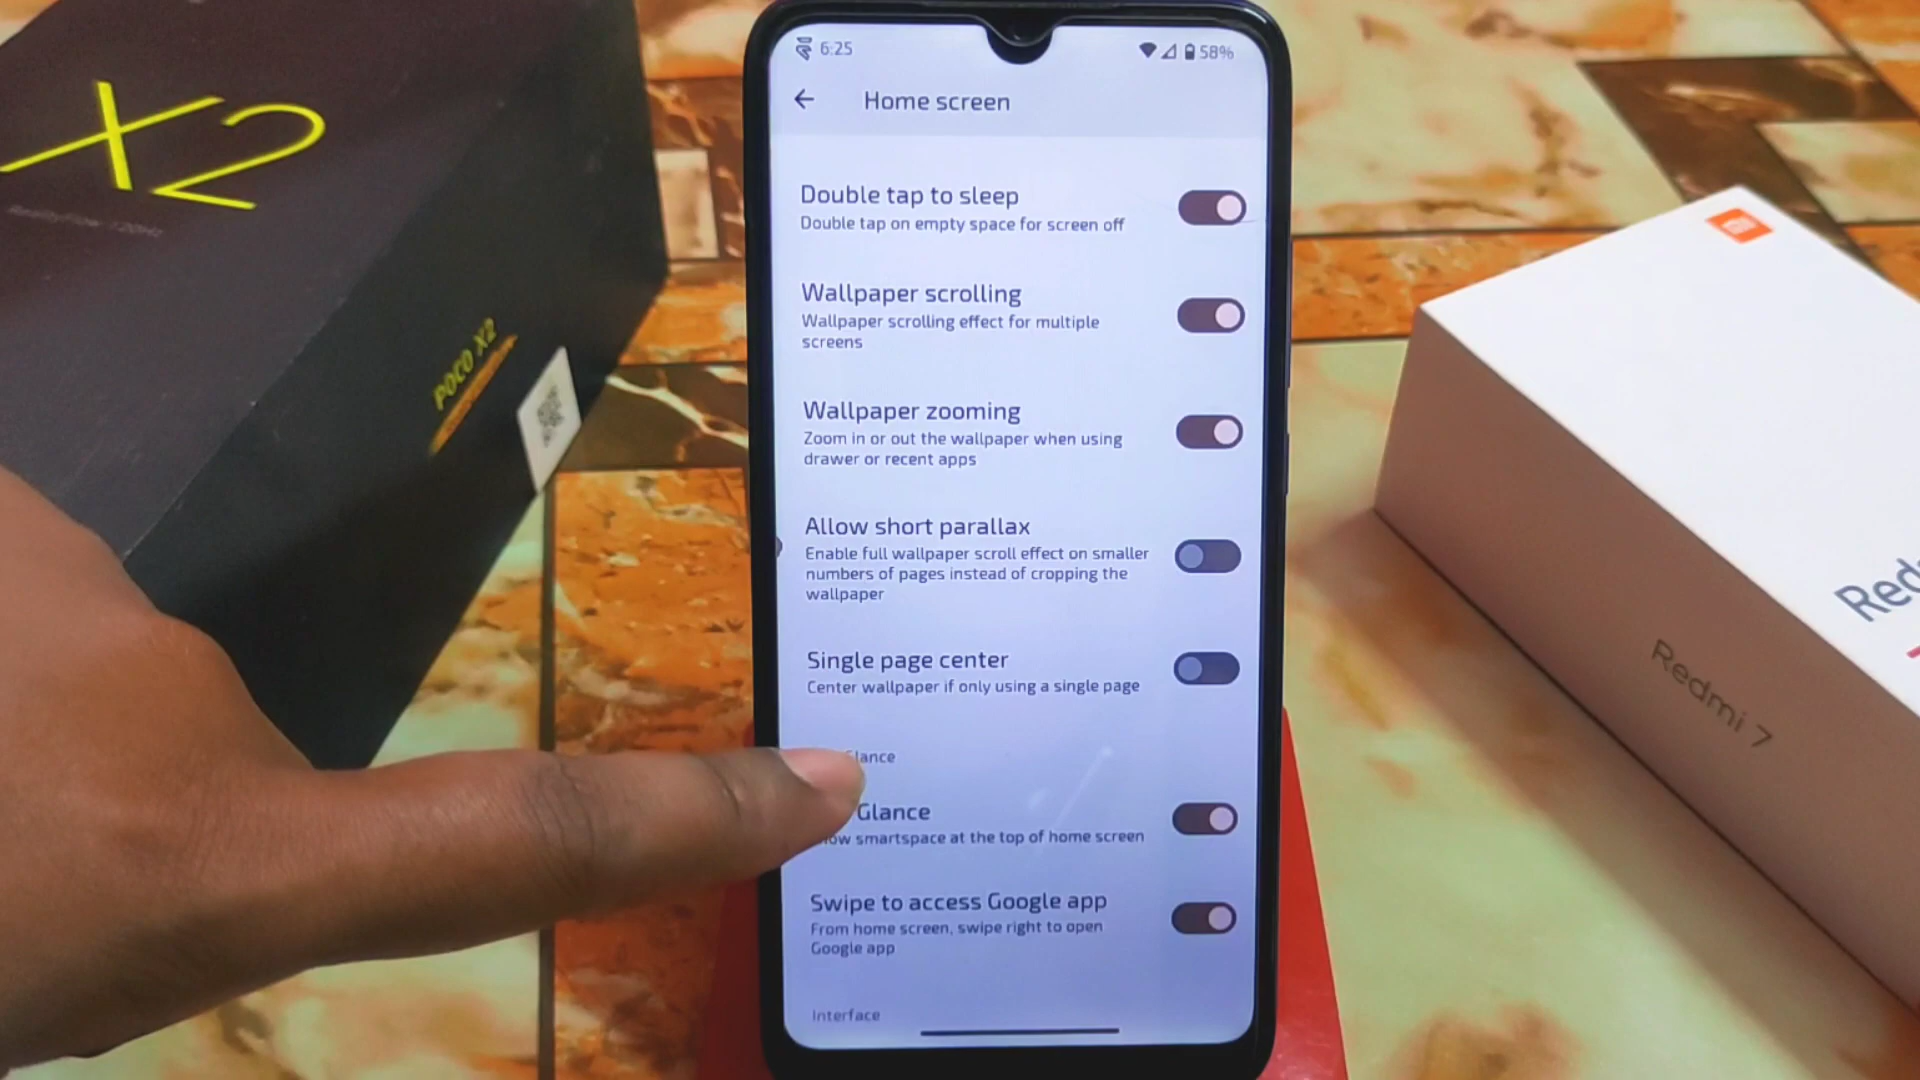 X2
POCO X2
6:25
58%
Home screen
Double tap to sleep
Double tap on empty space for screen off
Wallpaper scrolling
Wallpaper scrolling effect for multiple
screens
Wallpaper zooming
Zoom in or out the wallpaper when using
drawer or recent apps
Allow short parallax
Enable full wallpaper scroll effect on smaller
numbers of pages instead of cropping the
wallpaper
Single page center
Center wallpaper if only using a single page
Glance
smartspace at the top of home screen
Swipe to access Google app
From home screen, swipe right to open
Google app
Interface
mi
Redmi 7